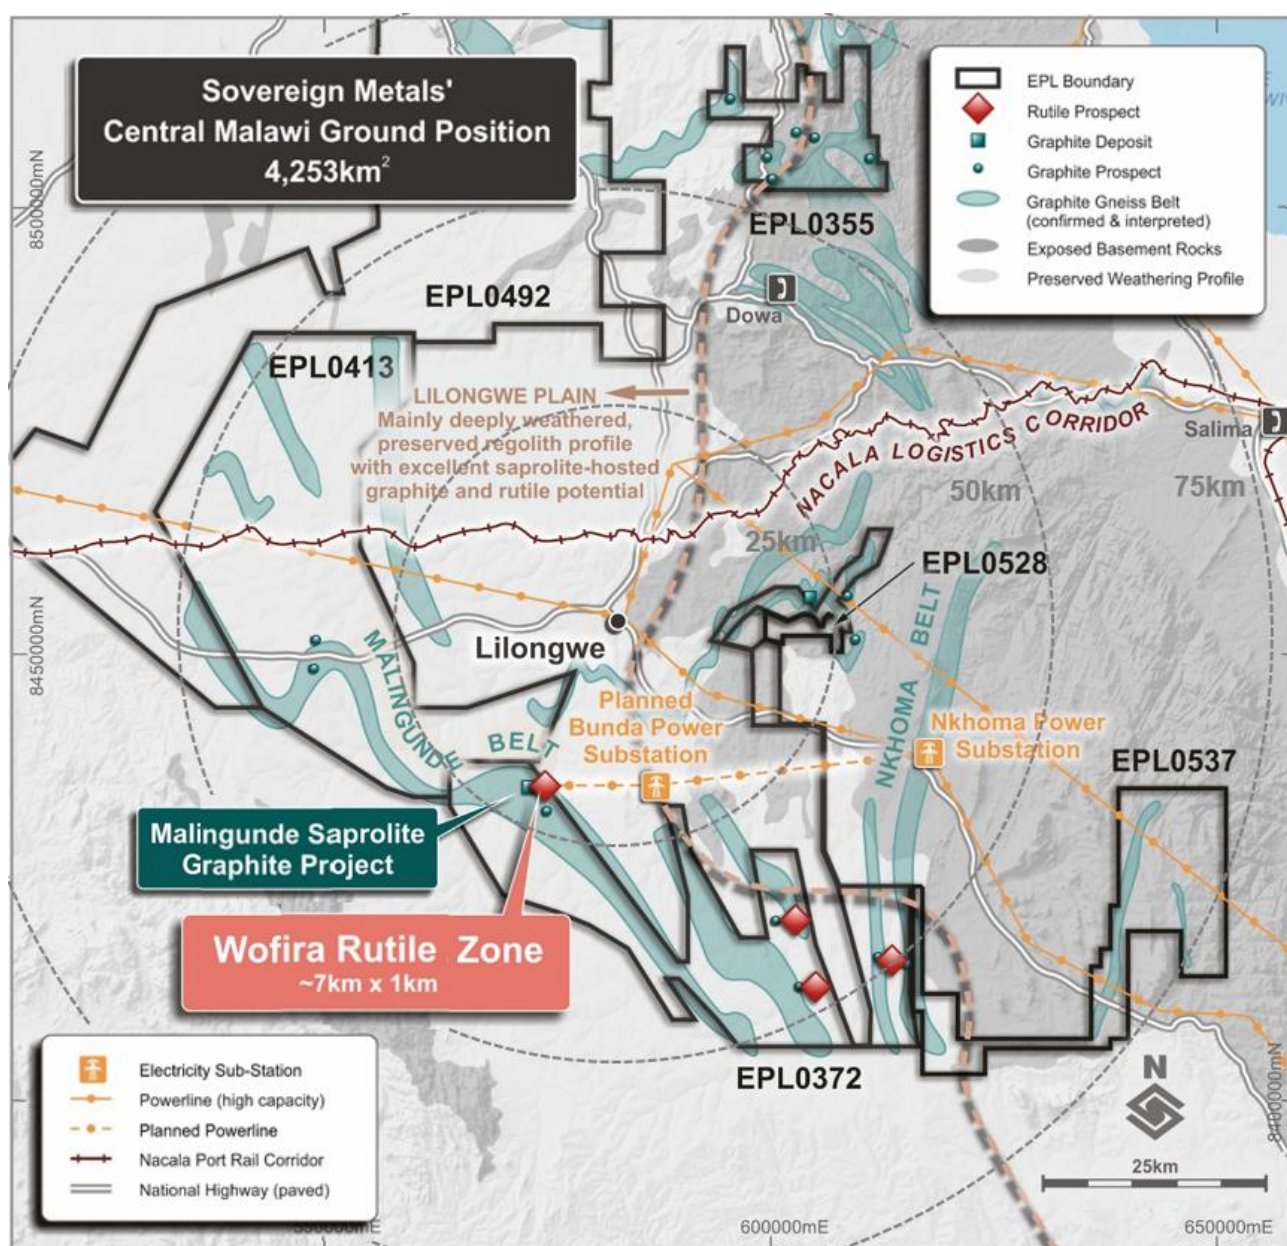 Sovereign Metals'
Central Malawi Ground Position
4,253km²
EPL Boundary
Rutile Prospect
Graphite Deposit
Graphite Prospect
Graphite Gneiss Belt
(confirmed & interpreted)
Exposed Basement Rocks
Preserved Weathering Profile
8500000mN
EPL0355
EPL0492
Dowa
EPL0413
LILONGWE PLAIN
Mainly deeply weathered,
preserved regolith profile
with excellent saprolite-hosted
graphite and rutile potential
NACALA LOGISTICS CORRIDOR
Salima
25km
50km
75km
EPL0528
8450000mN
Lilongwe
MALINGUNDE BELT
NKHOMA BELT
Planned
Bunda Power
Substation
Nkhoma Power
Substation
EPL0537
Malingunde Saprolite
Graphite Project
Wofira Rutile Zone
~7km x 1km
EPL0372
Electricity Sub-Station
Powerline (high capacity)
Planned Powerline
Nacala Port Rail Corridor
National Highway (paved)
N
25km
8400000mN
600000mE
650000mE